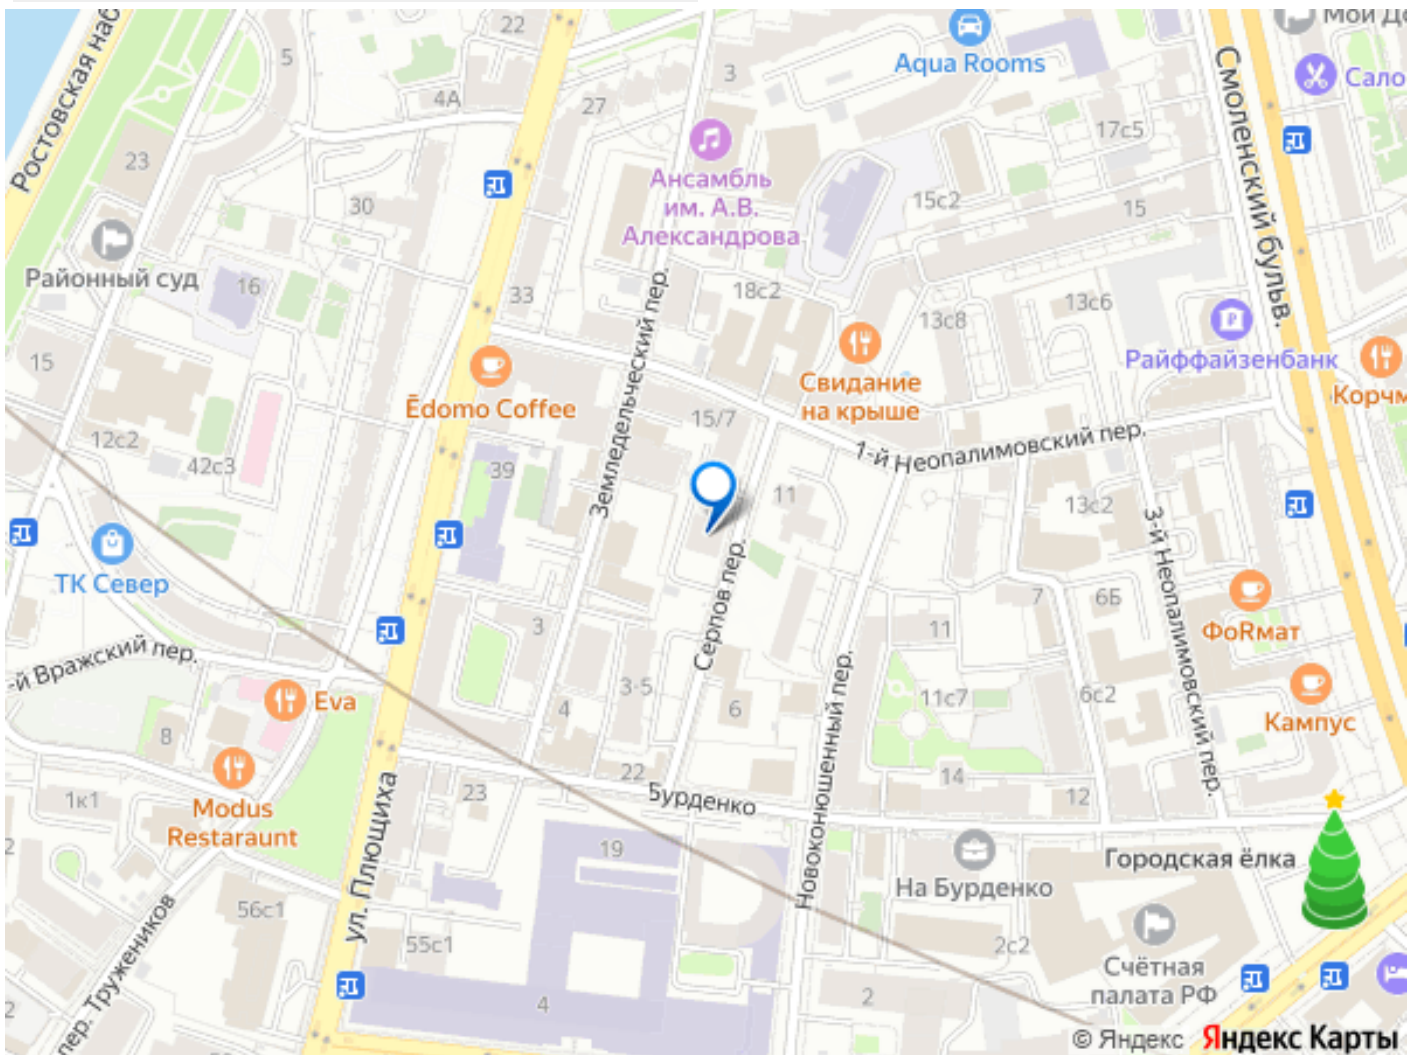 22
Мой До
Смоленский бульв.
Ростовская наб
5
Aqua Rooms
3
Сало
4А
27
17с5
23
Ансамбль
им. А.В.
Александрова
15с2
15
30
Районный суд
16
33
18с2
13с8
13с6
Райффайзенбанк
15
Земледельческий пер.
Свидание
на крыше
Корчм
Ēdomo Coffee
15/7
12с2
42с3
39
1-й Неопалимовский пер.
11
13с2
3-й Неопалимовский пер.
ТК Север
Серпов пер.
7
6Б
ФоRмат
3
11
-й Вражский пер.
3-5
11с7
6с2
Eva
4
6
Новоконюшенный пер.
Кампус
8
22
14
12
1к1
Modus
Restaraunt
23
Бурденко
ул. Плющиха
19
2
На Бурденко
Городская ёлка
56с1
55с1
2с2
Счётная
палата РФ
пер. Тружеников
2
4
2
© Яндекс Яндекс Карты